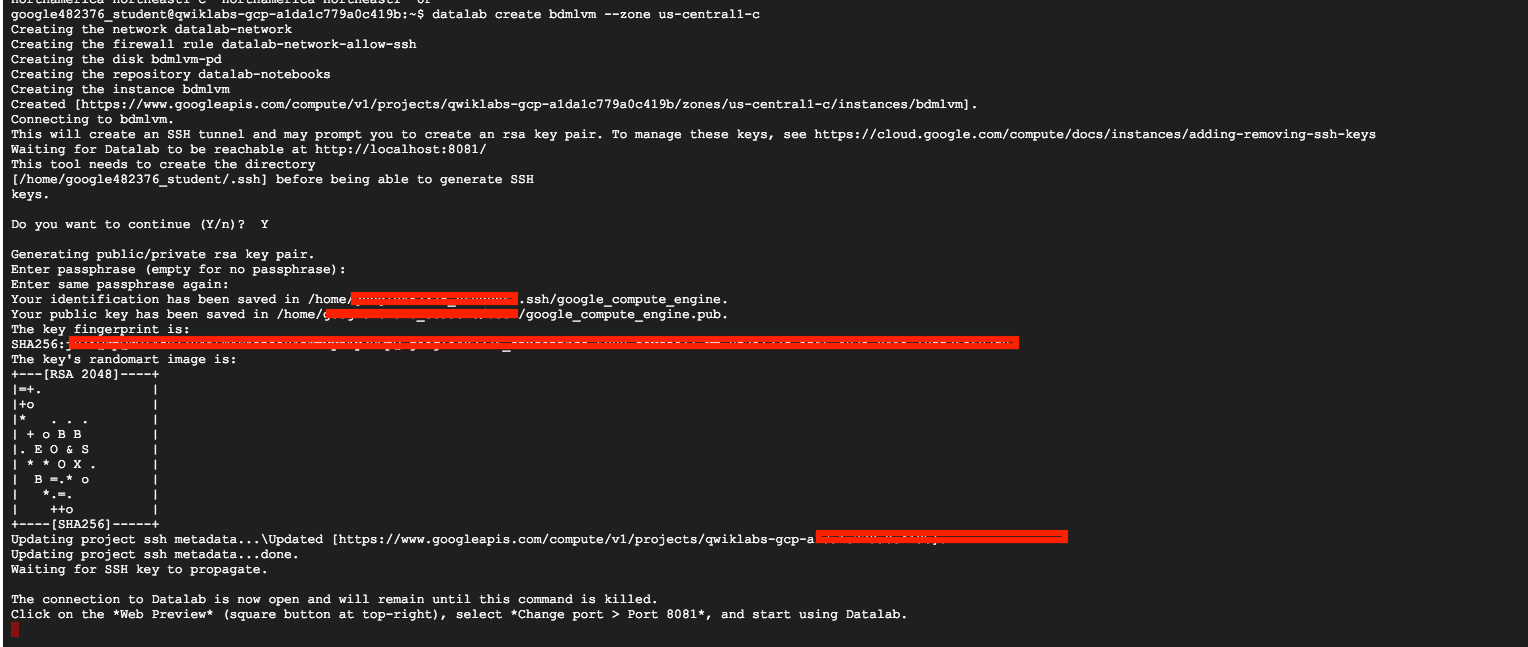 google482376_student@qwiklabs-gcp-a1da1c779a0c419b:~$ datalab create bdmlvm --zone us-central1-c
Creating the network datalab-network
Creating the firewall rule datalab-network-allow-ssh
Creating the disk bdmlvm-pd
Creating the repository datalab-notebooks
Creating the instance bdmlvm
Created [https://www.googleapis.com/compute/v1/projects/qwiklabs-gcp-a1da1c779a0c419b/zones/us-central1-c/instances/bdmlvm].
Connecting to bdmlvm.
This will create an SSH tunnel and may prompt you to create an rsa key pair. To manage these keys, see https://cloud.google.com/compute/docs/instances/adding-removing-ssh-keys
Waiting for Datalab to be reachable at http://localhost:8081/
This tool needs to create the directory
[/home/google482376_student/.ssh] before being able to generate SSH
keys.
Do you want to continue (Y/n)?  Y
Generating public/private rsa key pair.
Enter passphrase (empty for no passphrase):
Enter same passphrase again:
Your identification has been saved in /home/ .ssh/google_compute_engine.
Your public key has been saved in /home/ /google_compute_engine.pub.
The key fingerprint is:
SHA256:
The key's randomart image is:
+---[RSA 2048]----+
|=+.              |
|+o               |
|*   . . .        |
| + o B B         |
|. E O & S        |
| * * O X .       |
|  B =.* o        |
|   *.=.          |
|    ++o          |
+----[SHA256]-----+
Updating project ssh metadata...\Updated [https://www.googleapis.com/compute/v1/projects/qwiklabs-gcp-a
Updating project ssh metadata...done.
Waiting for SSH key to propagate.
The connection to Datalab is now open and will remain until this command is killed.
Click on the *Web Preview* (square button at top-right), select *Change port > Port 8081*, and start using Datalab.